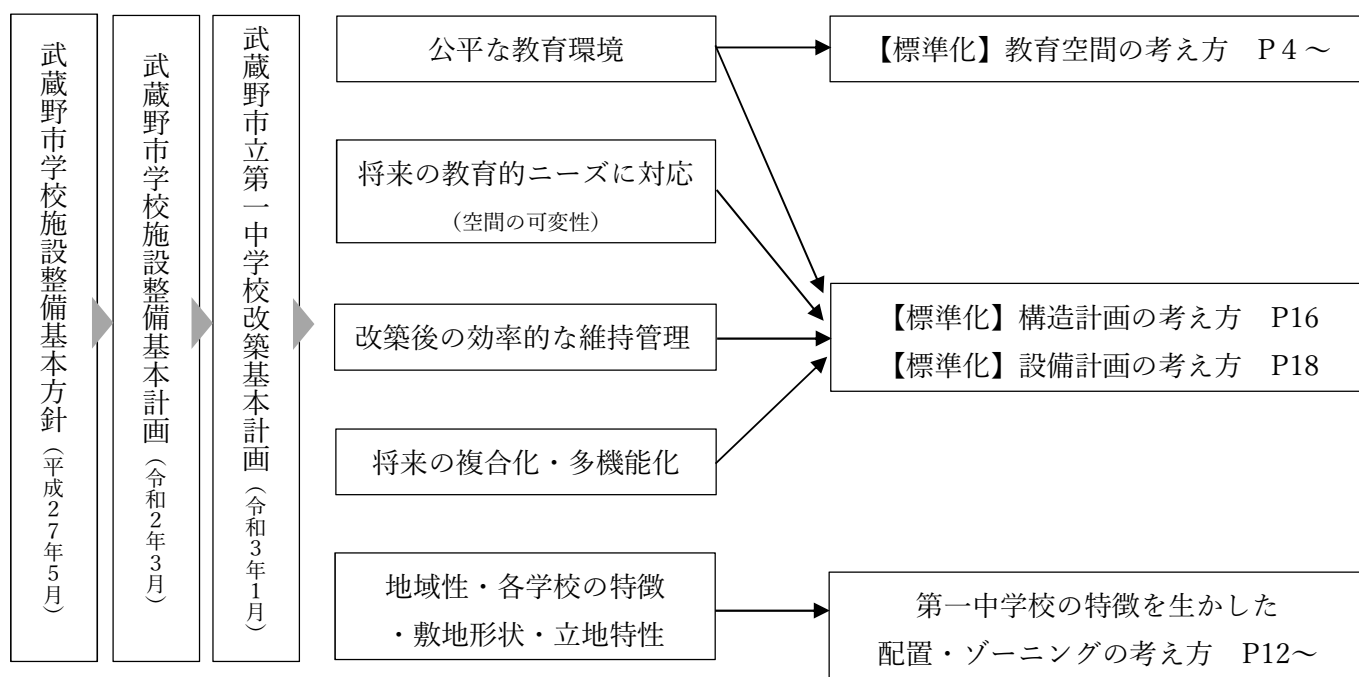 武蔵野市学校施設整備基本方針（平成２７年５月）
武蔵野市学校施設整備基本計画（令和２年３月）
武蔵野市立第一中学校改築基本計画（令和３年１月）
公平な教育環境
将来の教育的ニーズに対応
（空間の可変性）
改築後の効率的な維持管理
将来の複合化・多機能化
地域性・各学校の特徴
・敷地形状・立地特性
【標準化】教育空間の考え方　Ｐ４～
【標準化】構造計画の考え方　P16
【標準化】設備計画の考え方　P18
第一中学校の特徴を生かした
配置・ゾーニングの考え方　P12～